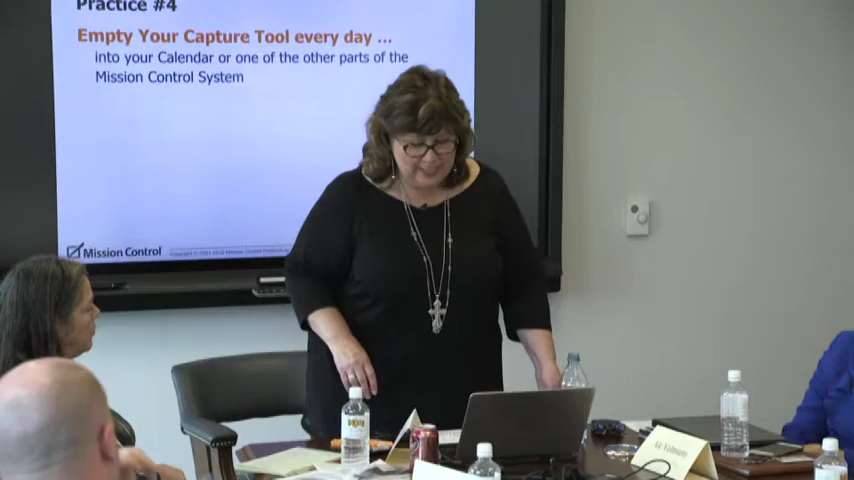 Practice #4
Empty Your Capture Tool every day ...
into your Calendar or one of the other parts of the
Mission Control System
Mission Control